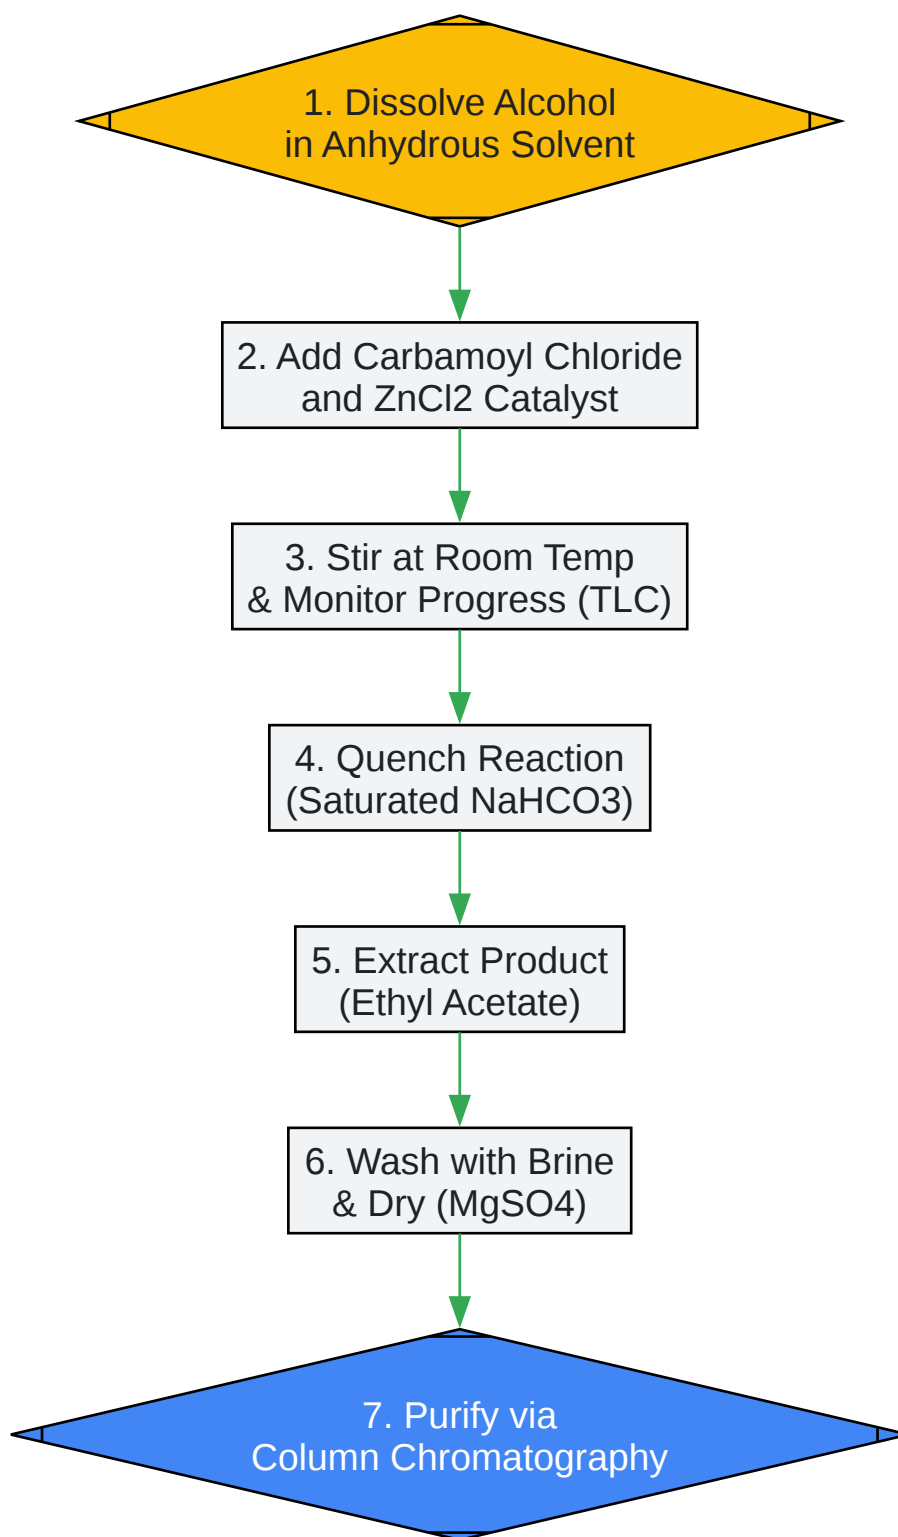 1. Dissolve Alcohol
in Anhydrous Solvent
2. Add Carbamoyl Chloride
and ZnCl2 Catalyst
3. Stir at Room Temp
& Monitor Progress (TLC)
4. Quench Reaction
(Saturated NaHCO3)
5. Extract Product
(Ethyl Acetate)
6. Wash with Brine
& Dry (MgSO4)
7. Purify via
Column Chromatography